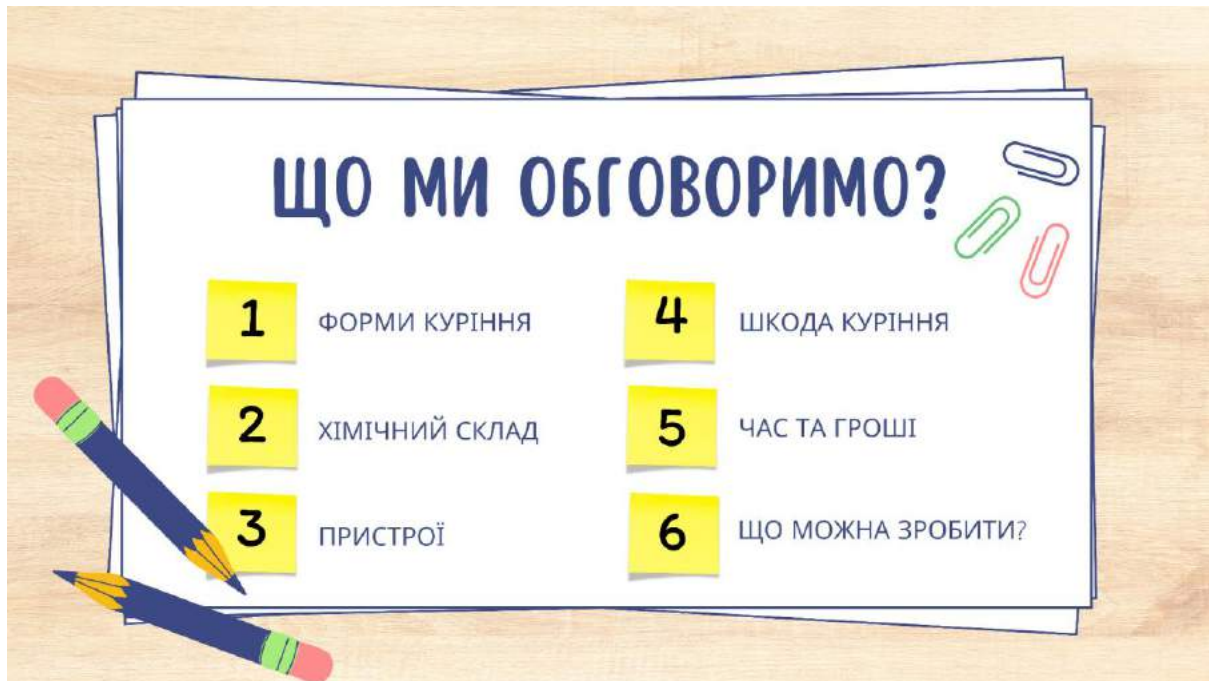 ЩО МИ ОБГОВОРИМО?
1 ФОРМИ КУРІННЯ
2 ХІМІЧНИЙ СКЛАД
3 ПРИСТРОЇ
4 ШКОДА КУРІННЯ
5 ЧАС ТА ГРОШІ
6 ЩО МОЖНА ЗРОБИТИ?